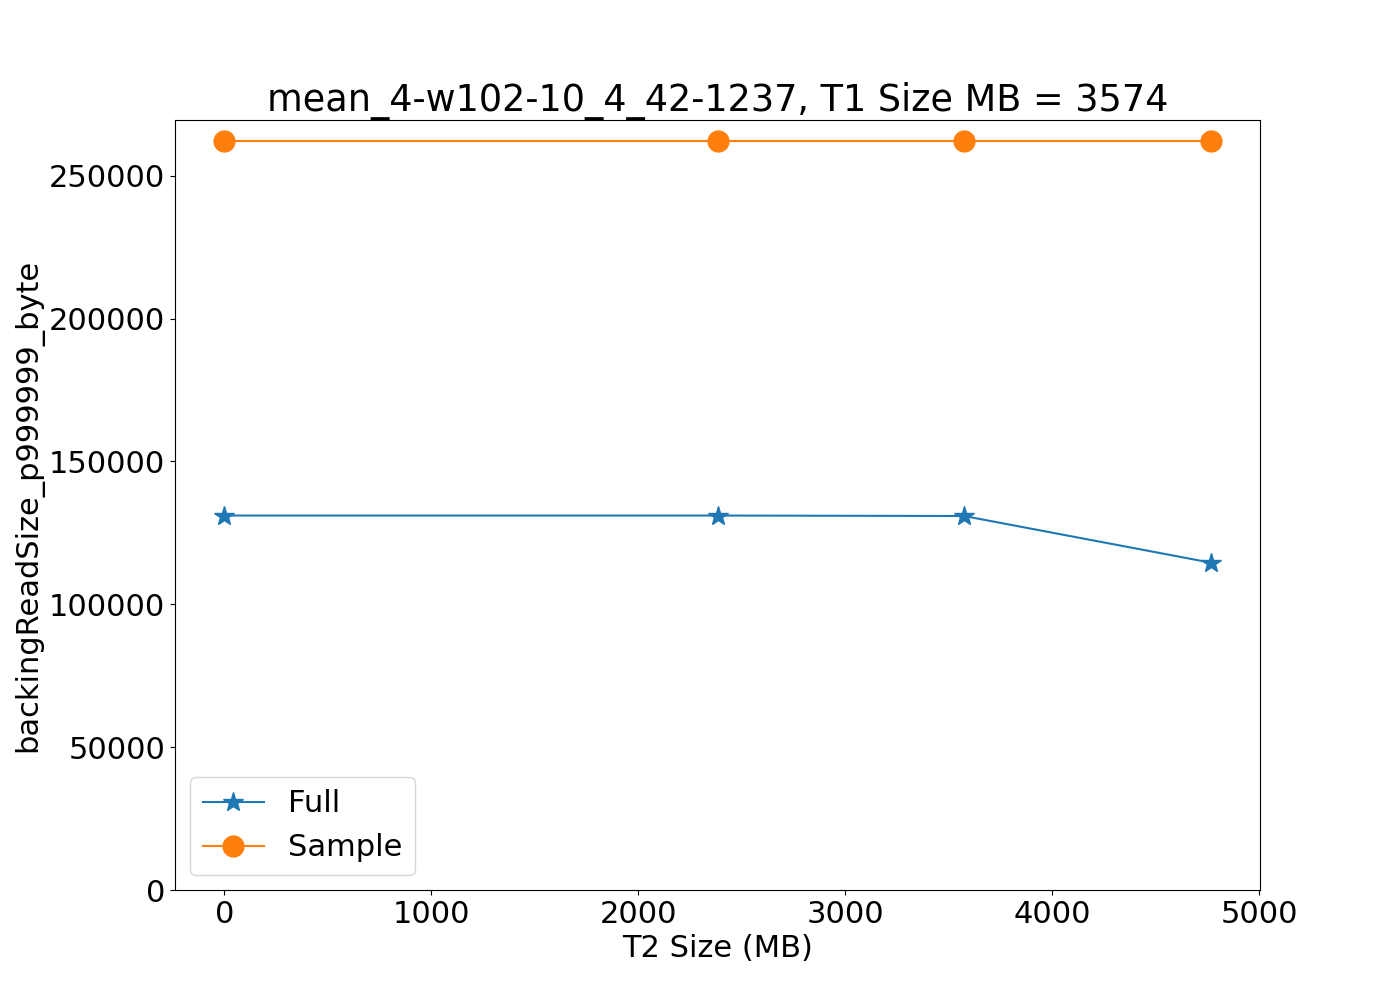 mean_4-w102-10_4_42-1237, T1 Size MB = 3574
backingReadSize_p999999_byte
250000
200000
150000
100000
50000
0
Full
Sample
0 1000 2000 3000 4000 5000
T2 Size (MB)